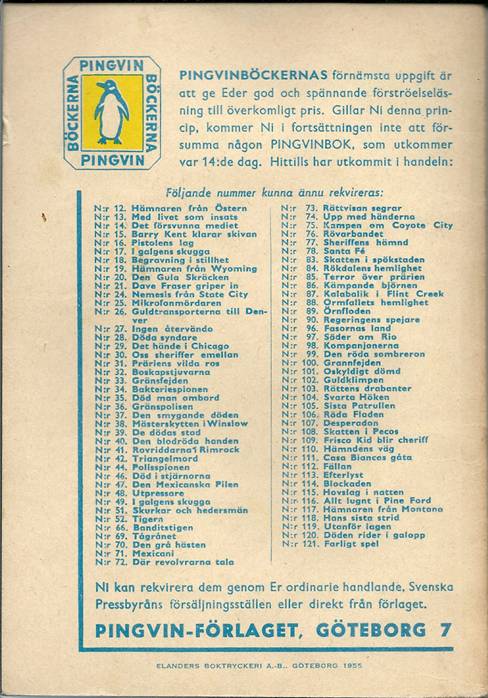 PINGVIN
BÖCKERNA
BÖCKERNA
PINGVIN
PINGVINBÖCKERNAS förnämsta uppgift är
att ge Eder god och spännande förströelseläs-
ning till överkomligt pris. Gillar Ni denna prin-
cip, kommer Ni i fortsättningen inte att för-
summa någon PINGVINBOK, som utkommer
var 14:de dag. Hittills har utkommit i handeln:
Följande nummer kunna ännu rekvireras:
N:r 12. Hämnaren från Östern
N:r 13. Med livet som insats
N:r 14. Det försvunna mediet
N:r 15. Barry Kent klarar skivan
N:r 16. Pistolens lag
N:r 17. I galgens skugga
N:r 18. Begravning i stillhet
N:r 19. Hämnaren från Wyoming
N:r 20. Den Gula Skräcken
N:r 21. Dave Fraser griper in
N:r 24. Nemesis från State City
N:r 25. Mikrofonmördaren
N:r 26. Guldtransporterna till Den-
ver
N:r 27. Ingen återvändo
N:r 28. Döda syndare
N:r 29. Det hände i Chicago
N:r 30. Oss sheriffer emellan
N:r 31. Präriens vilda ros
N:r 32. Boskapstjuvarna
N:r 33. Gränsfejden
N:r 34. Bakteriespionen
N:r 35. Död man ombord
N:r 36. Gränspolisen
N:r 37. Den smygande döden
N:r 38. Mästerskytten i Winslow
N:r 39. De dödas stad
N:r 40. Den blodröda handen
N:r 41. Rovriddarna i Rimrock
N:r 42. Triangelmord
N:r 44. Polisspionen
N:r 46. Död i stjärnorna
N:r 47. Den Mexicanska Pilen
N:r 48. Utpressare
N:r 49. I galgens skugga
N:r 51. Skurkar och hedersmän
N:r 52. Tigern
N:r 66. Banditstigen
N:r 69. Tågrånet
N:r 70. Den grå hästen
N:r 71. Mexicani
N:r 72. Där revolvrarna tala
N:r 73. Rättvisan segrar
N:r 74. Upp med händerna
N:r 75. Kampen om Coyote City
N:r 76. Rövarbandet
N:r 77. Sheriffens hämnd
N:r 78. Santa Fé
N:r 83. Skatten i spökstaden
N:r 84. Rökdalens hemlighet
N:r 85. Terror över prärien
N:r 86. Kämpande björnen
N:r 87. Kalabalik i Flint Creek
N:r 88. Ormfallets hemlighet
N:r 89. Örnfloden
N:r 90. Regeringens spejare
N:r 96. Fasornas land
N:r 97. Söder om Rio
N:r 98. Kompanjonerna
N:r 99. Den röda sombreron
N:r 100. Grannfejden
N:r 101. Oskyldigt dömd
N:r 102. Guldklimpen
N:r 103. Rättens drabanter
N:r 104. Svarta Höken
N:r 105. Sista Patrullen
N:r 106. Röda Floden
N:r 107. Desperadon
N:r 108. Skatten i Pecos
N:r 109. Frisco Kid blir cheriff
N:r 110. Hämndens väg
N:r 111. Casa Biancas gåta
N:r 112. Fällan
N:r 113. Efterlyst
N:r 114. Blockaden
N:r 115. Hovslag i natten
N:r 116. Allt lugnt i Pine Ford
N:r 117. Hämnaren från Montana
N:r 118. Hans sista strid
N:r 119. Utanför lagen
N:r 120. Döden rider i galopp
N:r 121. Farligt spel
Ni kan rekvirera dem genom Er ordinarie handlande, Svenska
Pressbyråns försäljningsställen eller direkt från förlaget.
PINGVIN-FÖRLAGET, GÖTEBORG 7
ELANDERS BOKTRYCKERI A.-B., GÖTEBORG 1955